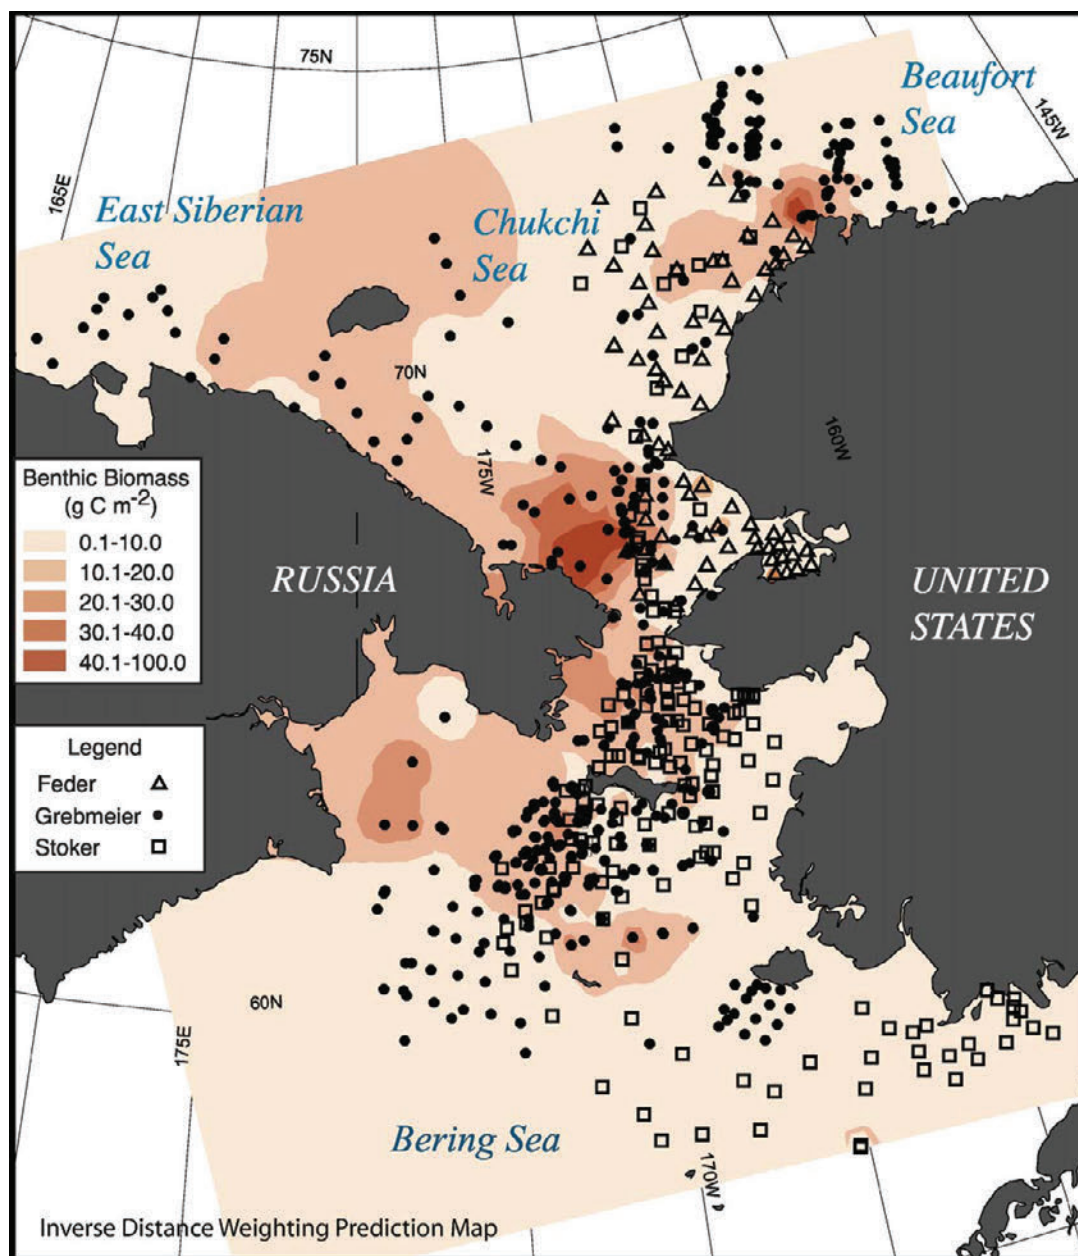 75N
Beaufort
Sea
145W
165E
East Siberian
Sea
Chukchi
Sea
70N
160W
175W
Benthic Biomass
(g C m-2)
0.1-10.0
10.1-20.0
20.1-30.0
30.1-40.0
40.1-100.0
RUSSIA
UNITED
STATES
Legend
Feder
Grebmeier
Stoker
60N
175E
Bering Sea
170W
Inverse Distance Weighting Prediction Map